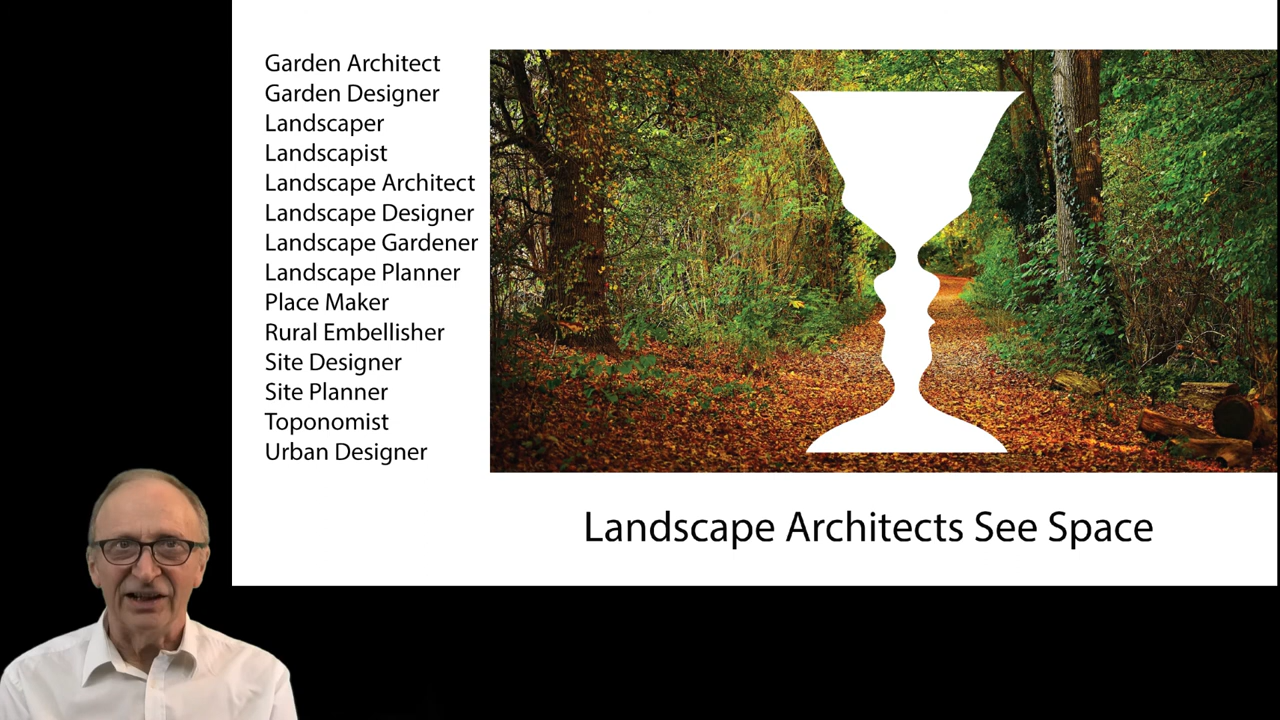 Garden Architect
Garden Designer
Landscaper
Landscapist
Landscape Architect
Landscape Designer
Landscape Gardener
Landscape Planner
Place Maker
Rural Embellisher
Site Designer
Site Planner
Toponomist
Urban Designer
Landscape Architects See Space